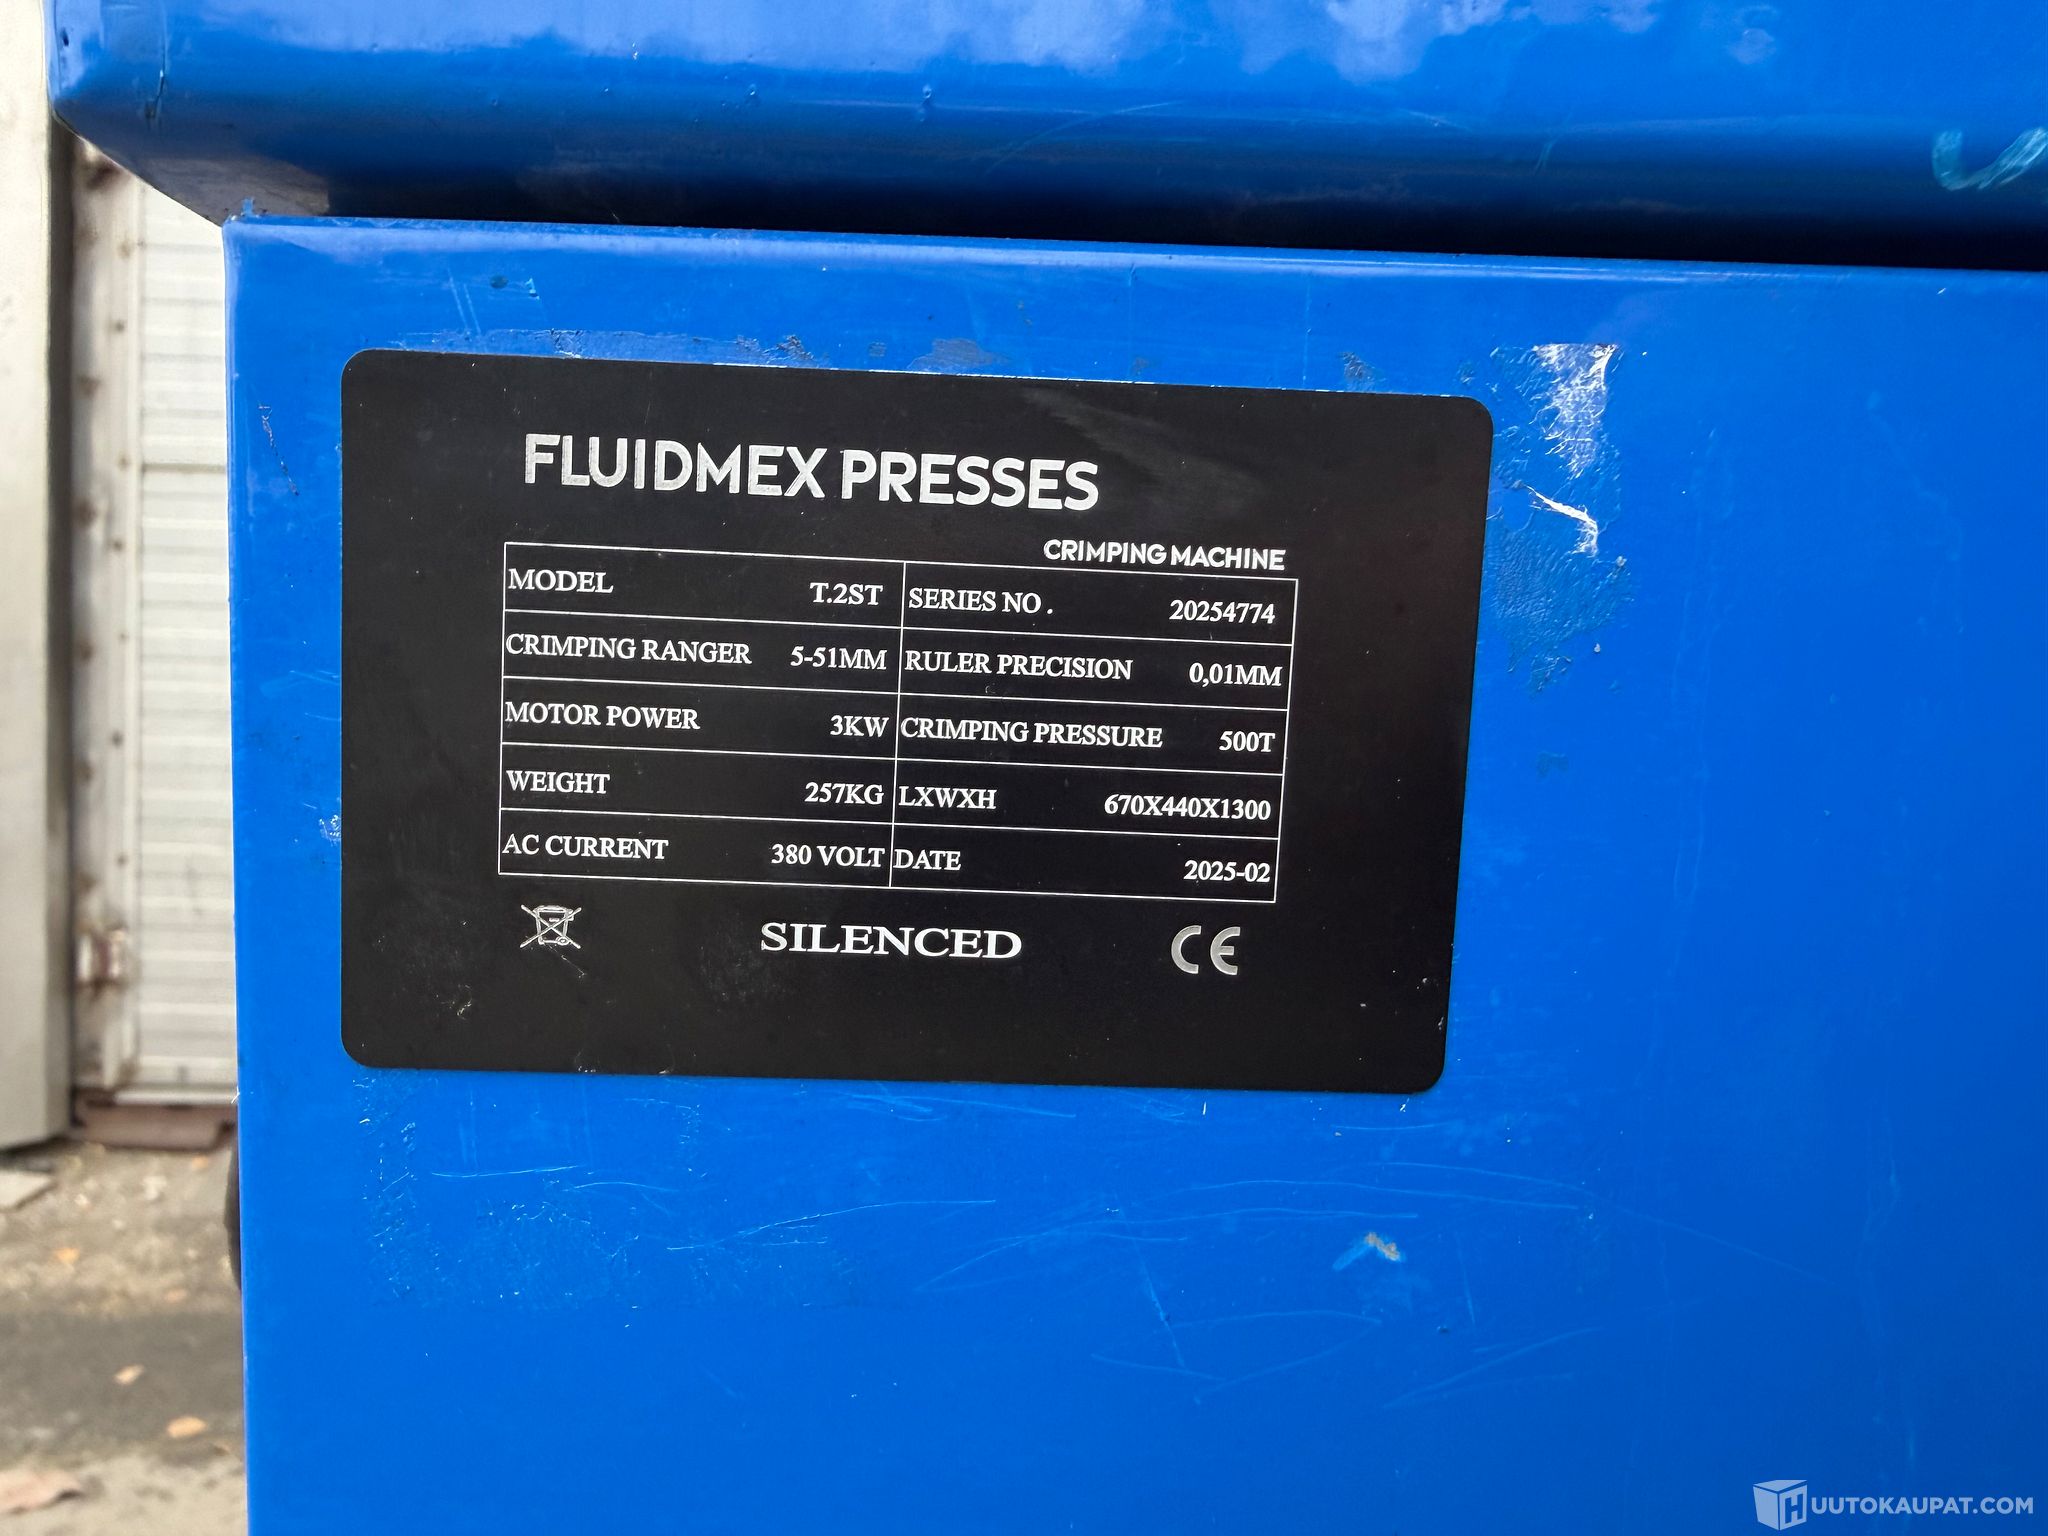 FLUIDMEX PRESSES
CRIMPING MACHINE
MODEL T.2ST SERIES NO . 20254774
CRIMPING RANGER 5-51MM RULER PRECISION 0,01MM
MOTOR POWER 3KW CRIMPING PRESSURE 500T
WEIGHT 257KG LXWXH 670X440X1300
AC CURRENT 380 VOLT DATE 2025-02
SILENCED CE
HUUTOKAUPAT.COM